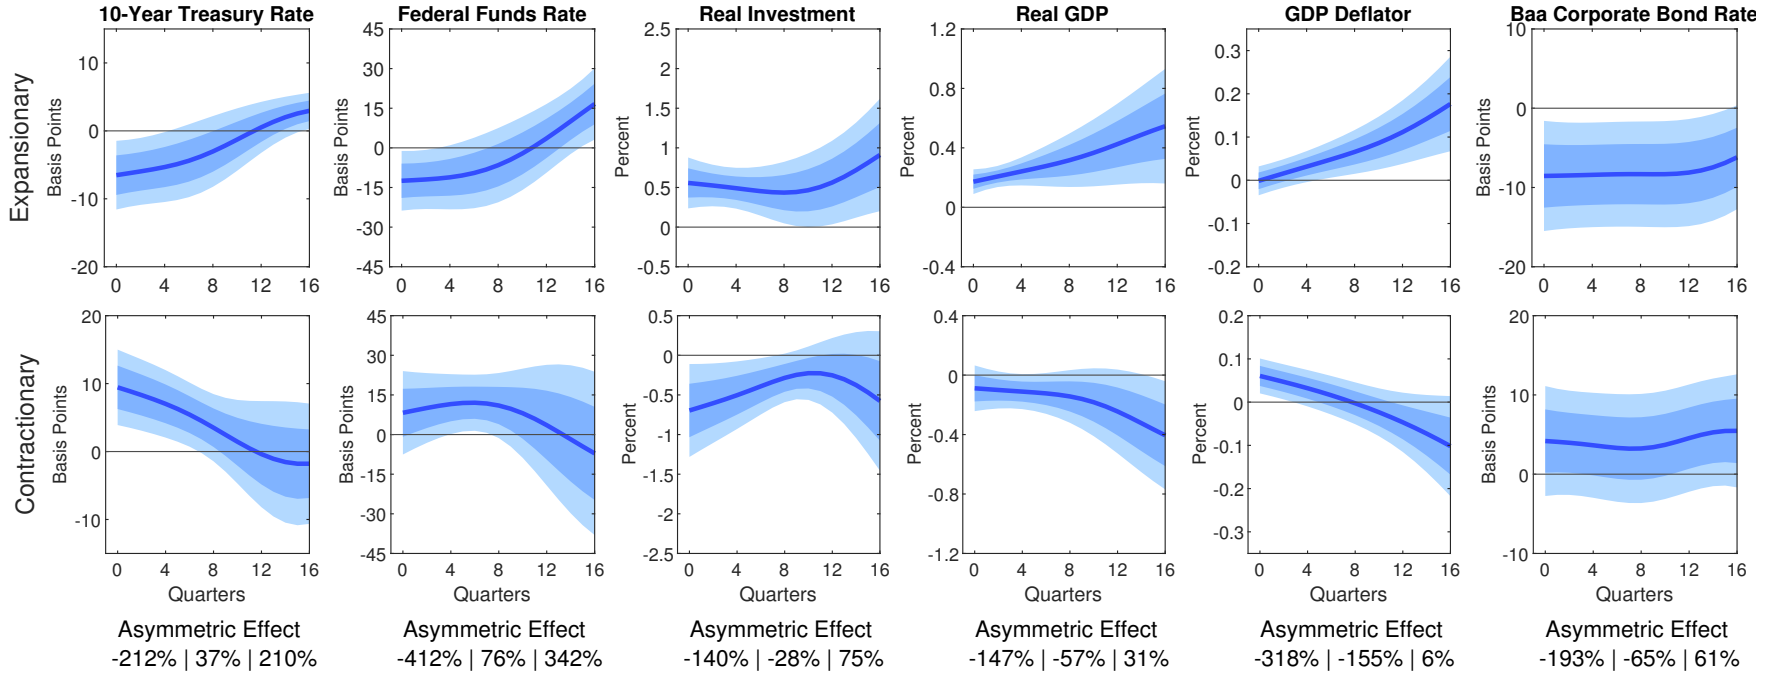 10-Year Treasury Rate
Federal Funds Rate
Real Investment
Real GDP
GDP Deflator
Baa Corporate Bond Rate
Expansionary
Basis Points
10
0
-10
-20
0 4 8 12 16
Basis Points
45
30
15
0
-15
-30
-45
0 4 8 12 16
Percent
2.5
2
1.5
1
0.5
0
-0.5
0 4 8 12 16
Percent
1.2
0.8
0.4
0
-0.4
0 4 8 12 16
Percent
0.3
0.2
0.1
0
-0.1
-0.2
0 4 8 12 16
Basis Points
10
0
-10
-20
0 4 8 12 16
Contractionary
Basis Points
20
10
0
-10
0 4 8 12 16
Quarters
Basis Points
45
30
15
0
-15
-30
-45
0 4 8 12 16
Quarters
Percent
0.5
0
-0.5
-1
-1.5
-2
-2.5
0 4 8 12 16
Quarters
Percent
0.4
0
-0.4
-0.8
-1.2
0 4 8 12 16
Quarters
Percent
0.2
0.1
0
-0.1
-0.2
-0.3
0 4 8 12 16
Quarters
Basis Points
20
10
0
-10
0 4 8 12 16
Quarters
Asymmetric Effect
-212% | 37% | 210%
Asymmetric Effect
-412% | 76% | 342%
Asymmetric Effect
-140% | -28% | 75%
Asymmetric Effect
-147% | -57% | 31%
Asymmetric Effect
-318% | -155% | 6%
Asymmetric Effect
-193% | -65% | 61%